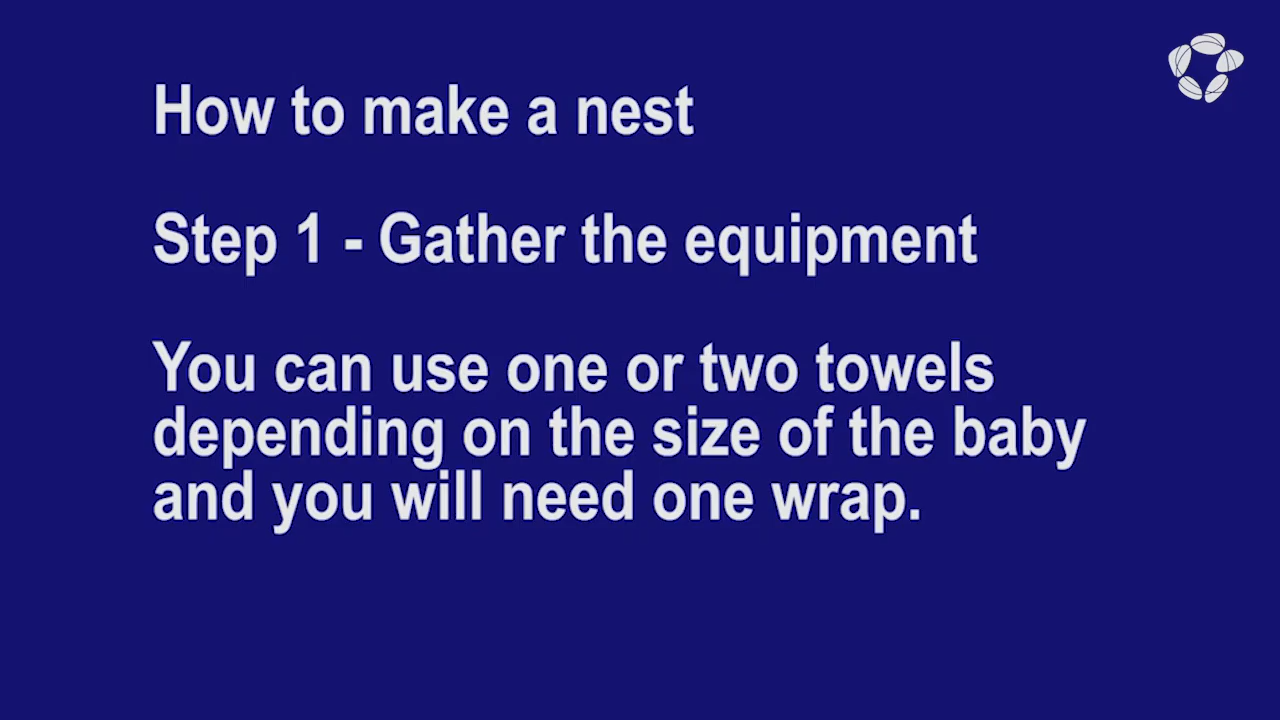 How to make a nest
Step 1 - Gather the equipment
You can use one or two towels
depending on the size of the baby
and you will need one wrap.